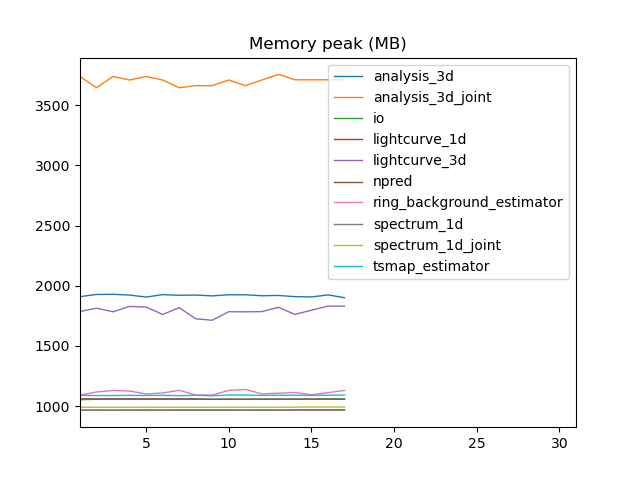 Memory peak (MB)
3500
3000
2500
2000
1500
1000
5
10
15
20
25
30
analysis_3d
analysis_3d_joint
io
lightcurve_1d
lightcurve_3d
npred
ring_background_estimator
spectrum_1d
spectrum_1d_joint
tsmap_estimator